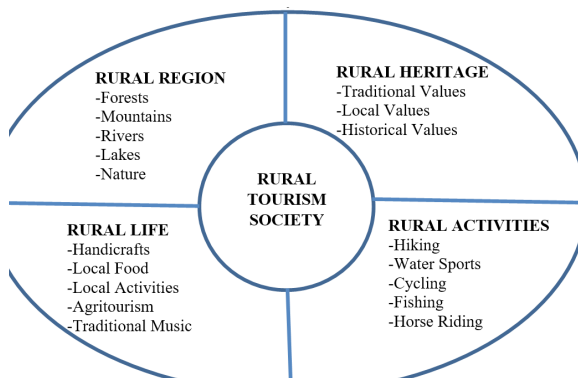 RURAL REGION
-Forests
-Mountains
-Rivers
-Lakes
-Nature
RURAL HERITAGE
-Traditional Values
-Local Values
-Historical Values
RURAL
TOURISM
SOCIETY
RURAL LIFE
-Handicrafts
-Local Food
-Local Activities
-Agritourism
-Traditional Music
RURAL ACTIVITIES
-Hiking
-Water Sports
-Cycling
-Fishing
-Horse Riding